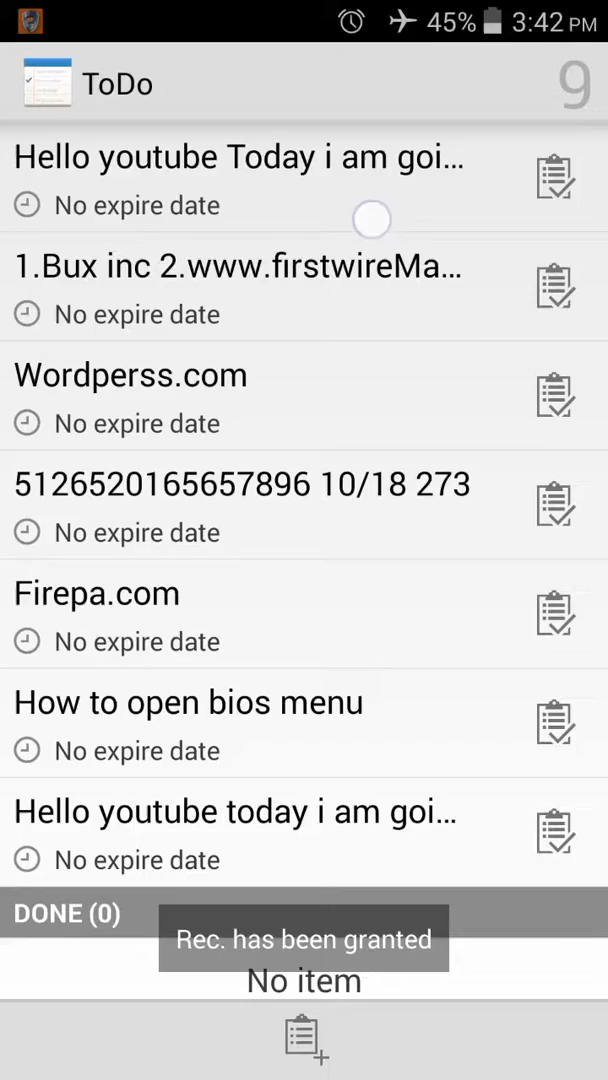 45% 3:42 PM
ToDo
9
Hello youtube Today i am goi...
No expire date
1.Bux inc 2.www.firstwireMa...
No expire date
Wordperss.com
No expire date
5126520165657896 10/18 273
No expire date
Firepa.com
No expire date
How to open bios menu
No expire date
Hello youtube today i am goi...
No expire date
DONE (0)
Rec. has been granted
No item